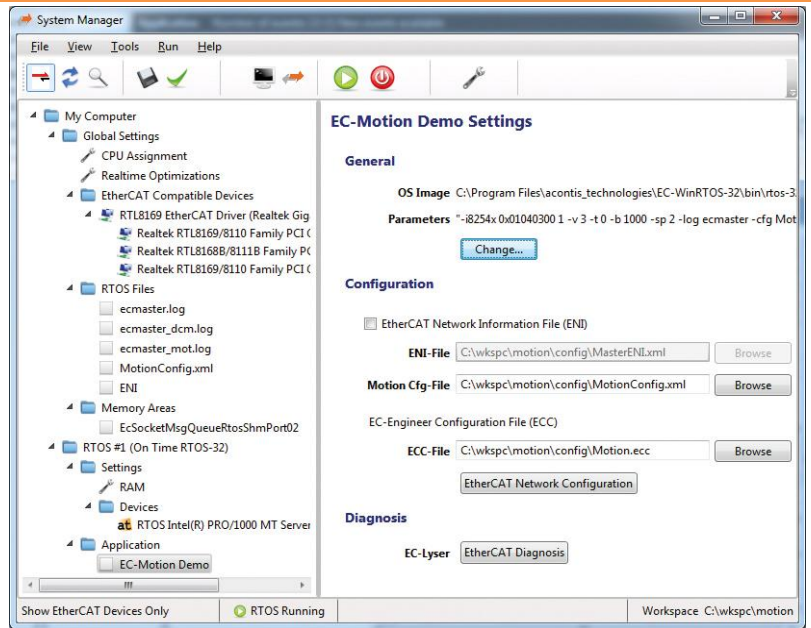 System Manager
File View Tools Run Help
My Computer
Global Settings
CPU Assignment
Realtime Optimizations
EtherCAT Compatible Devices
RTL8169 EtherCAT Driver (Realtek Gig
Realtek RTL8169/8110 Family PCI (
Realtek RTL8168B/8111B Family P(
Realtek RTL8169/8110 Family PCI (
RTOS Files
ecmaster.log
ecmaster_dcm.log
ecmaster_mot.log
MotionConfig.xml
ENI
Memory Areas
EcSocketMsgQueueRtosShmPort02
RTOS #1 (On Time RTOS-32)
Settings
RAM
Devices
at RTOS Intel(R) PRO/1000 MT Server
Application
EC-Motion Demo
EC-Motion Demo Settings
General
OS Image C:\Program Files\acontis_technologies\EC-WinRTOS-32\bin\rtos-3
Parameters "-i8254x 0x01040300 1 -v 3 -t 0 -b 1000 -sp 2 -log ecmaster -cfg Mot
Change...
Configuration
EtherCAT Network Information File (ENI)
ENI-File C:\wkspc\motion\config\MasterENI.xml Browse
Motion Cfg-File C:\wkspc\motion\config\MotionConfig.xml Browse
EC-Engineer Configuration File (ECC)
ECC-File C:\wkspc\motion\config\Motion.ecc Browse
EtherCAT Network Configuration
Diagnosis
EC-Lyser EtherCAT Diagnosis
Show EtherCAT Devices Only RTOS Running Workspace C:\wkspc\motion